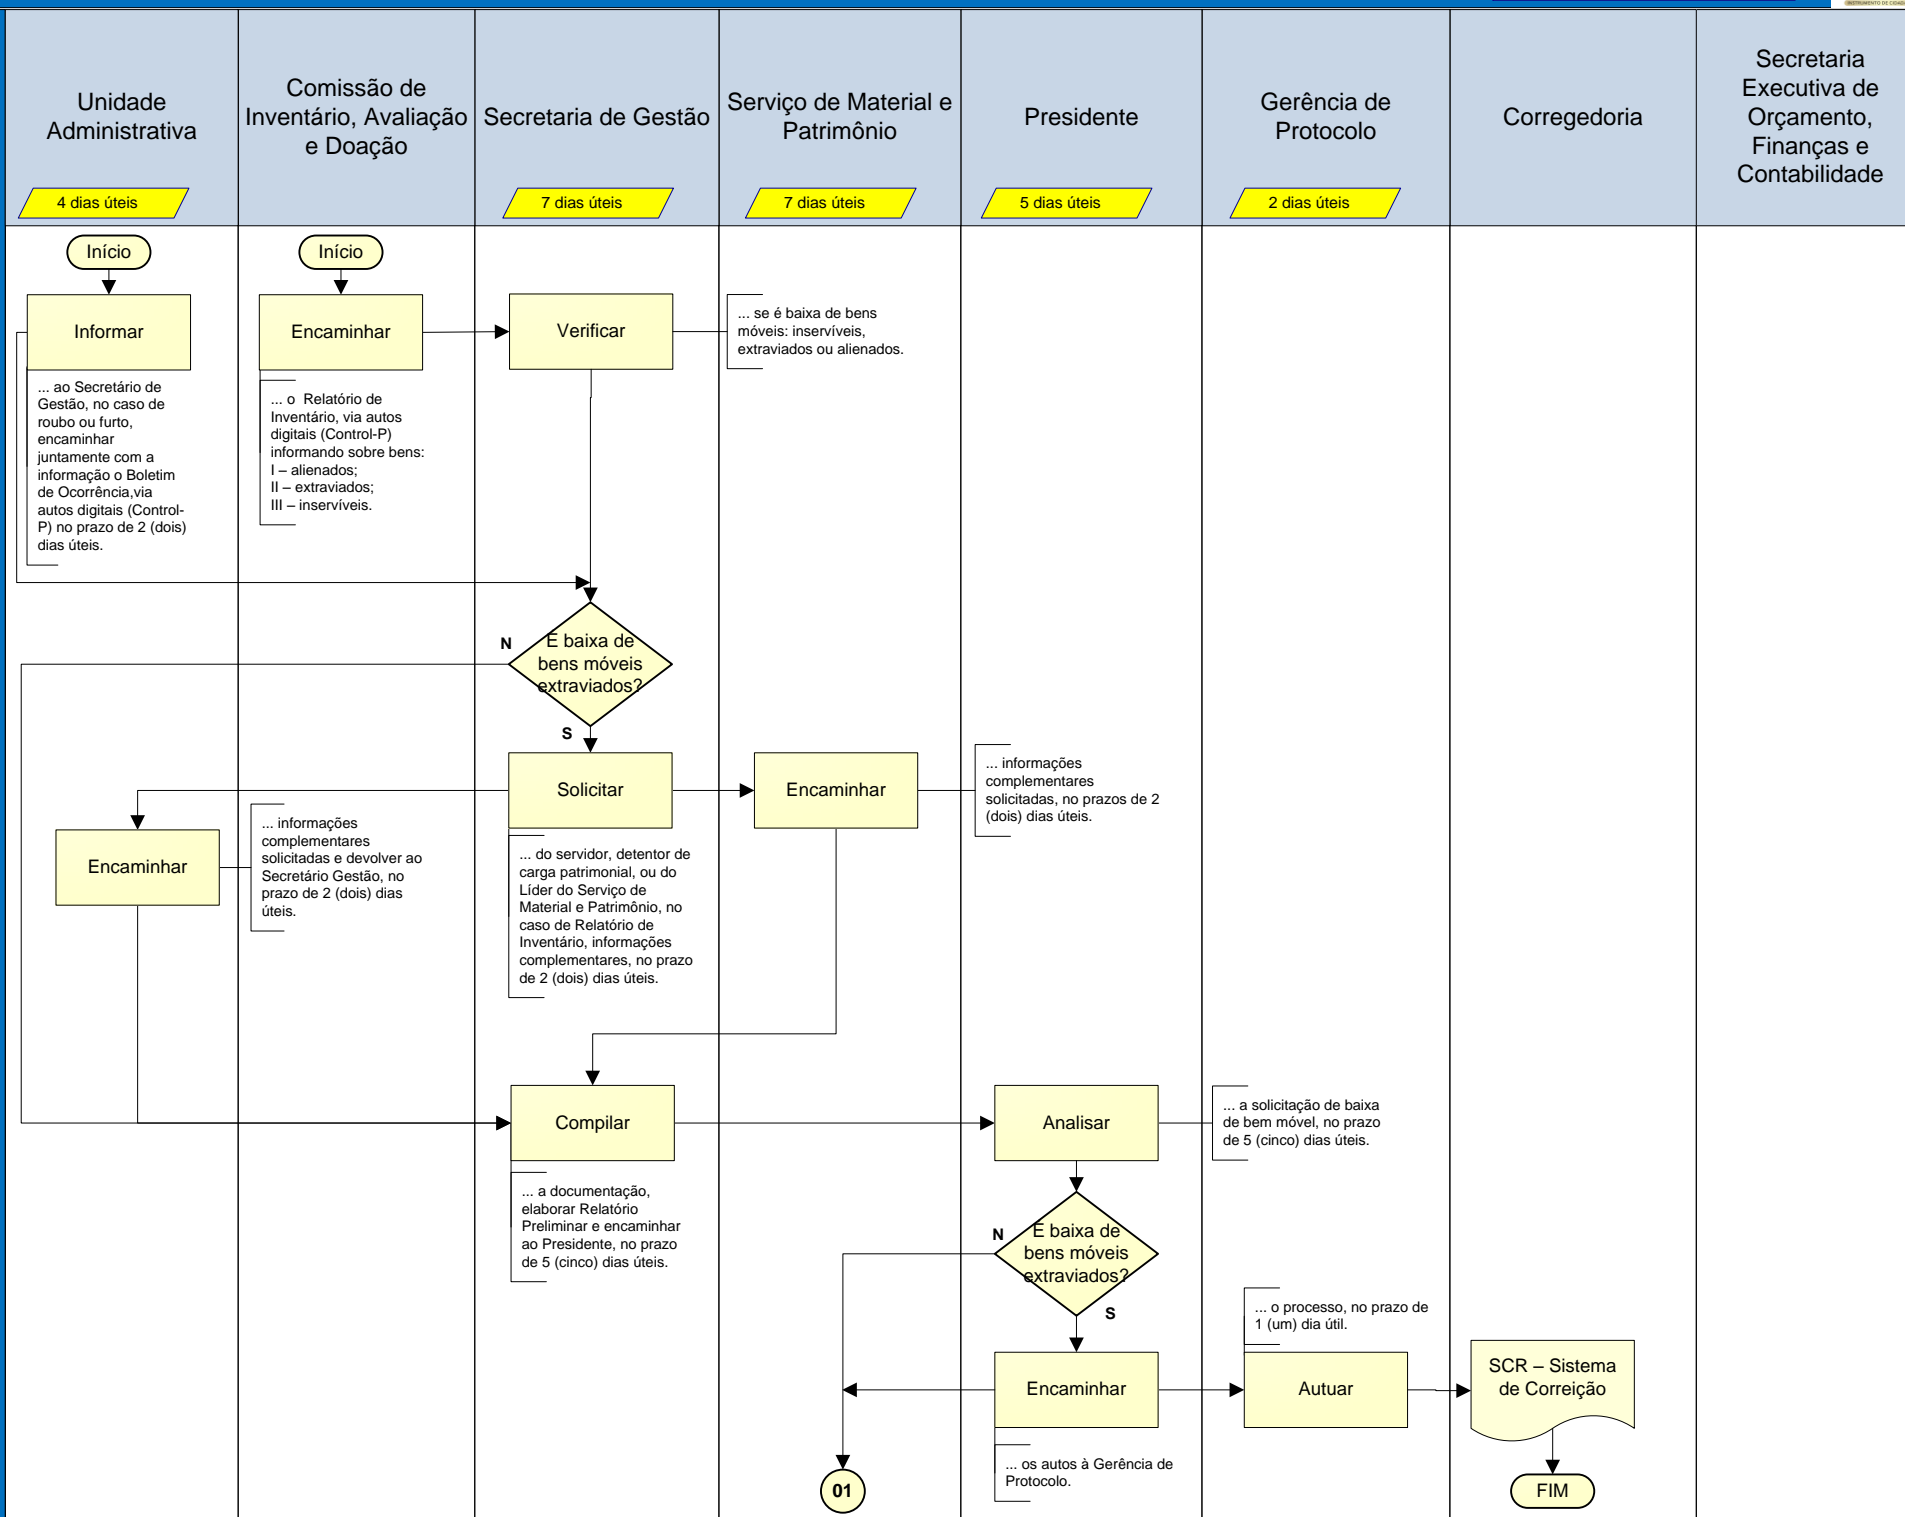 Unidade
Administrativa
4 dias úteis
Comissão de
Inventário, Avaliação
e Doação
Secretaria de Gestão
7 dias úteis
Serviço de Material e
Patrimônio
7 dias úteis
Presidente
5 dias úteis
Gerência de
Protocolo
2 dias úteis
Corregedoria
Secretaria
Executiva de
Orçamento,
Finanças e
Contabilidade
Início
Início
Informar
Encaminhar
Verificar
... se é baixa de bens
móveis: inservíveis,
extraviados ou alienados.
... ao Secretário de
Gestão, no caso de
roubo ou furto,
encaminhar
juntamente com a
informação o Boletim
de Ocorrência,via
autos digitais (Control-
P) no prazo de 2 (dois)
dias úteis.
... o  Relatório de
Inventário, via autos
digitais (Control-P)
informando sobre bens:
I – alienados;
II – extraviados;
III – inservíveis.
N
É baixa de
bens móveis
extraviados?
S
Solicitar
Encaminhar
... informações
complementares
solicitadas, no prazos de 2
(dois) dias úteis.
Encaminhar
... informações
complementares
solicitadas e devolver ao
Secretário Gestão, no
prazo de 2 (dois) dias
úteis.
... do servidor, detentor de
carga patrimonial, ou do
Líder do Serviço de
Material e Patrimônio, no
caso de Relatório de
Inventário, informações
complementares, no prazo
de 2 (dois) dias úteis.
Compilar
Analisar
... a solicitação de baixa
de bem móvel, no prazo
de 5 (cinco) dias úteis.
... a documentação,
elaborar Relatório
Preliminar e encaminhar
ao Presidente, no prazo
de 5 (cinco) dias úteis.
N
É baixa de
bens móveis
extraviados?
S
... o processo, no prazo de
1 (um) dia útil.
Encaminhar
Autuar
SCR – Sistema
de Correição
... os autos à Gerência de
Protocolo.
01
FIM